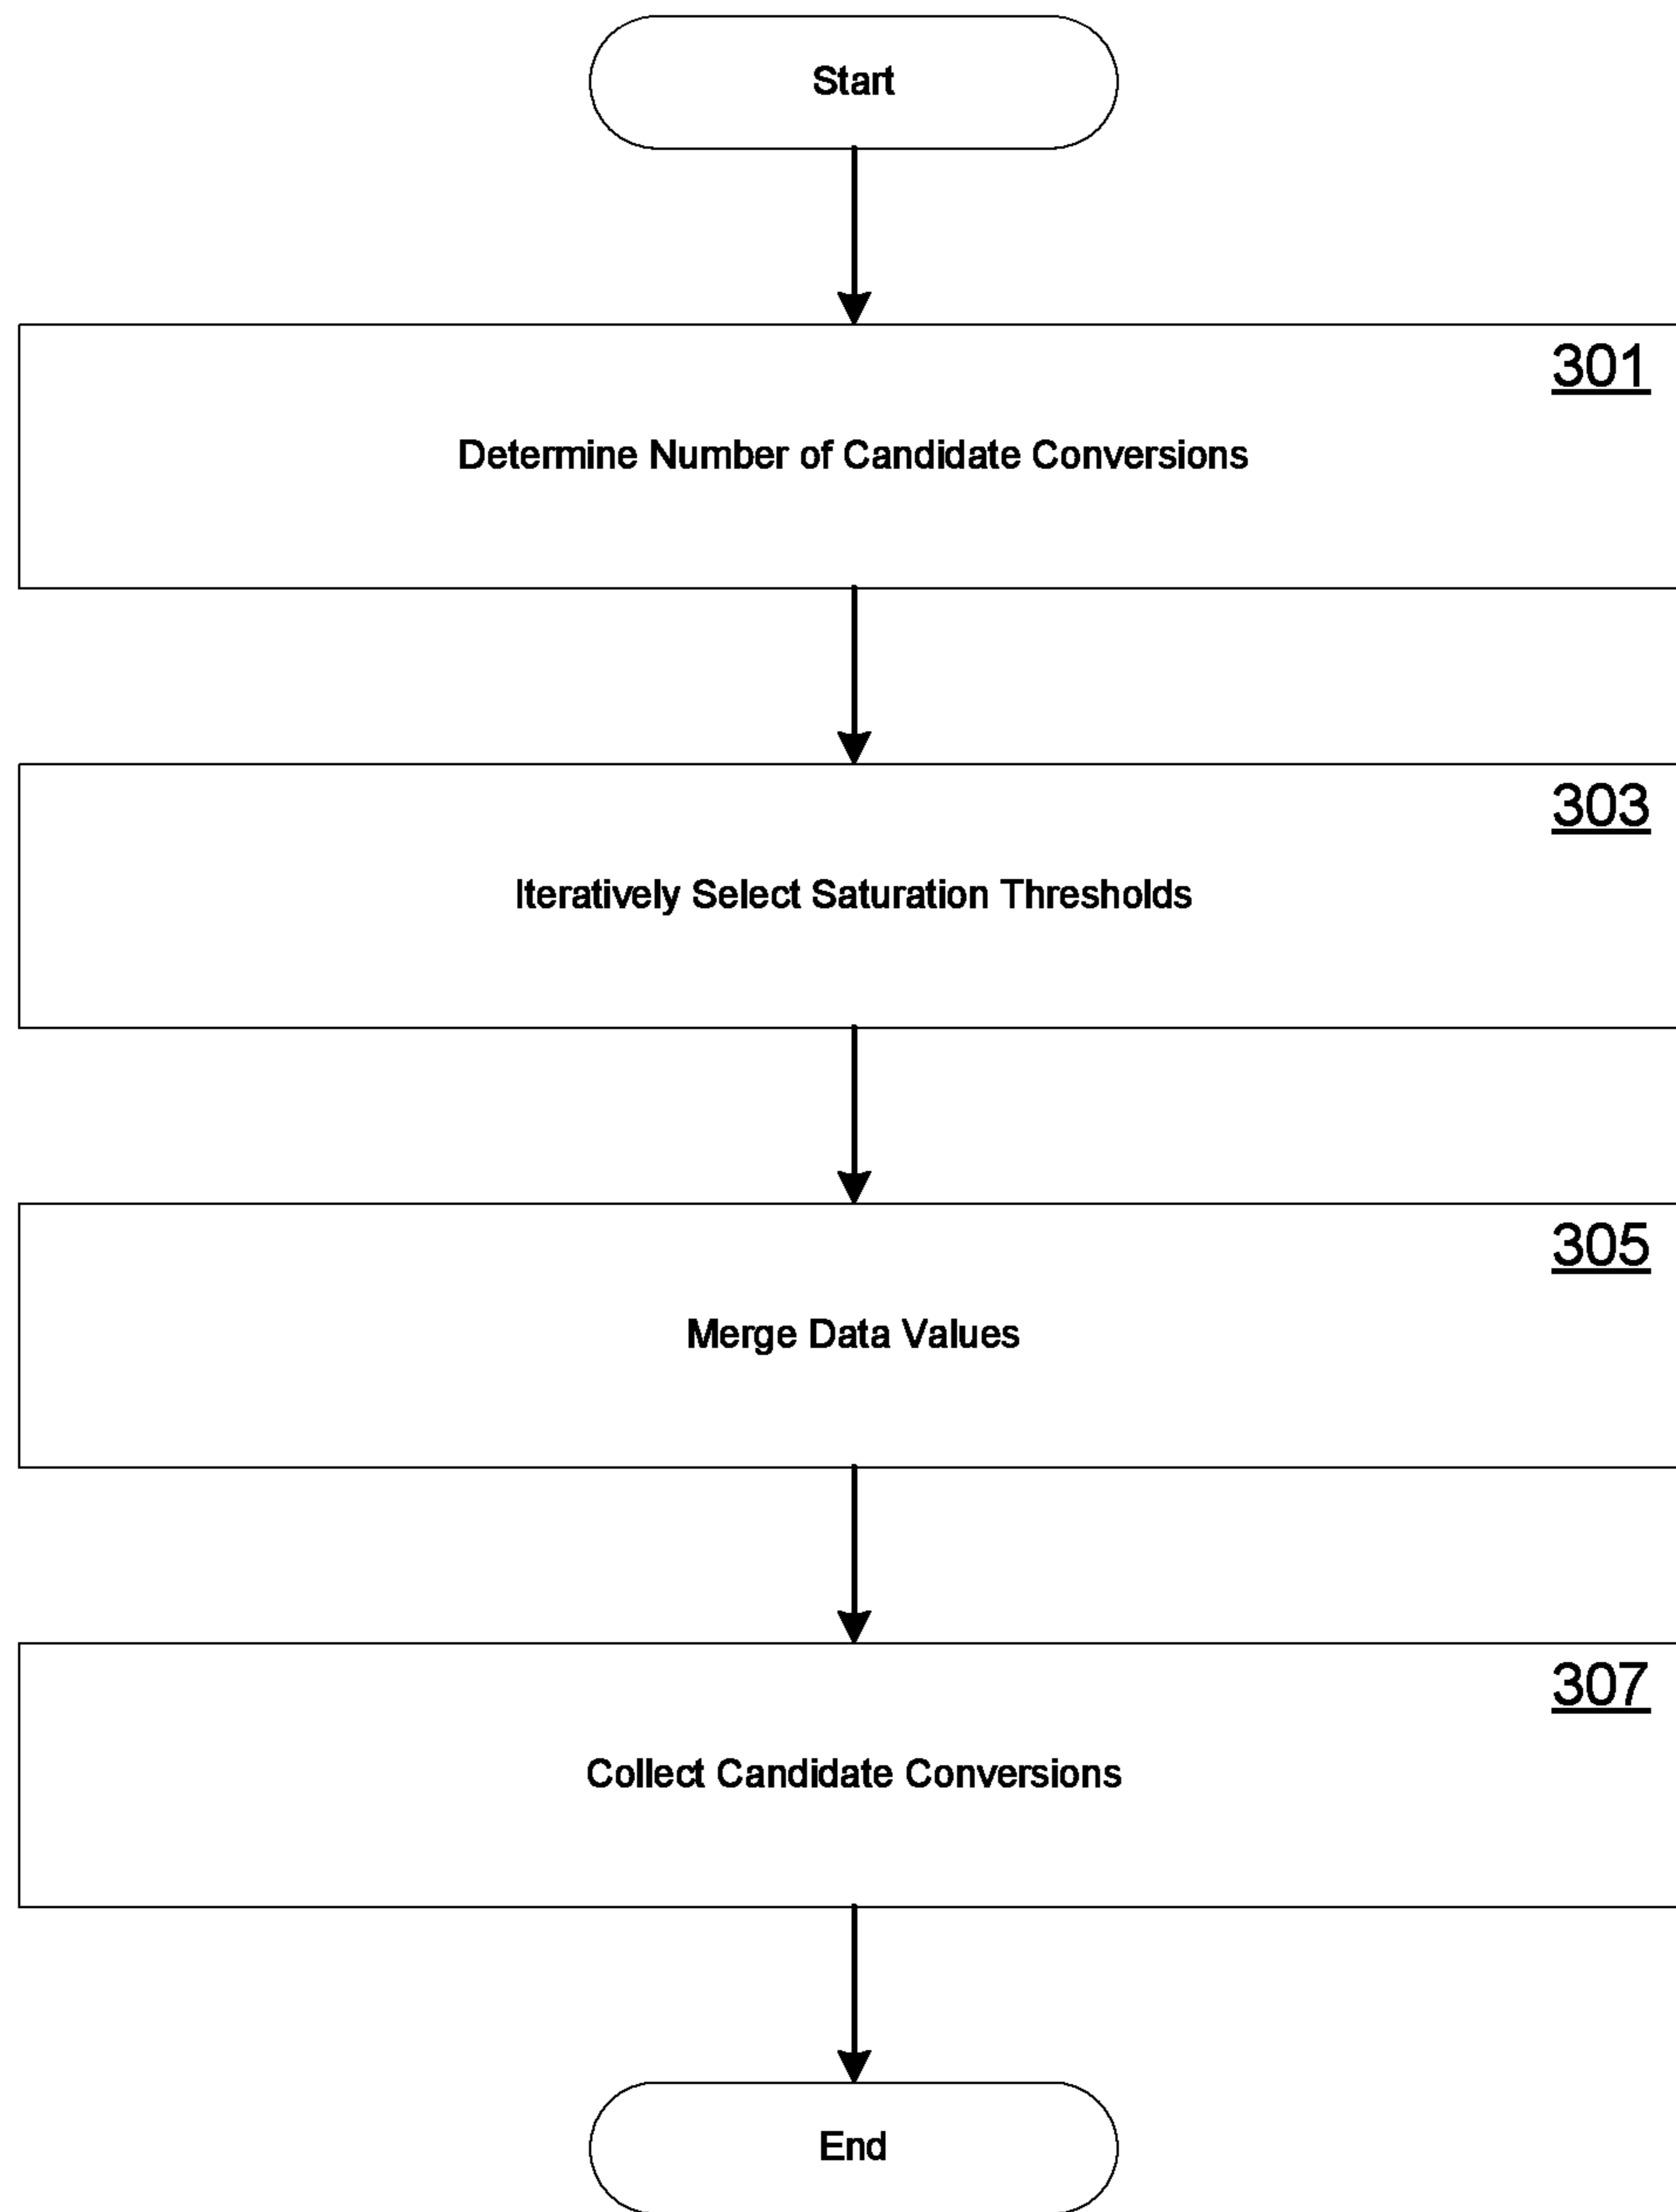 Start
301
Determine Number of Candidate Conversions
303
Iteratively Select Saturation Thresholds
305
Merge Data Values
307
Collect Candidate Conversions
End